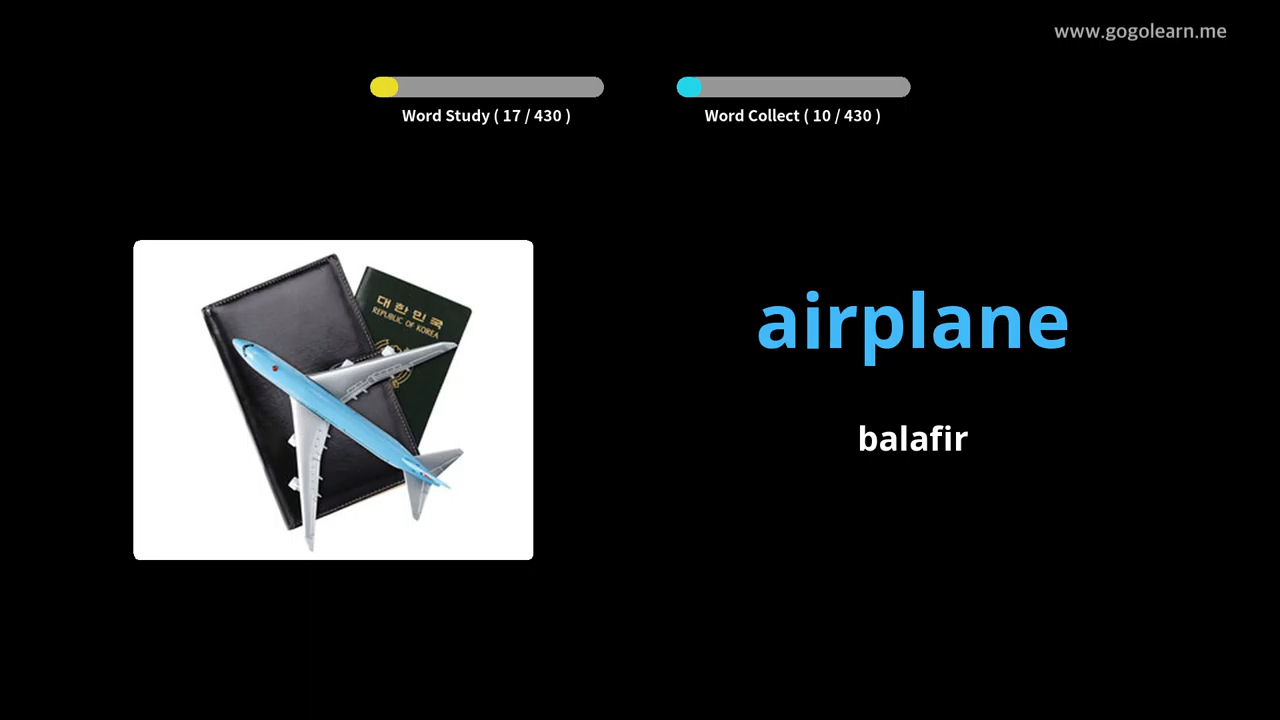 www.gogolearn.me
Word Study ( 17 / 430 )
Word Collect ( 10 / 430 )
대한민국
REPUBLIC OF KOREA
airplane
balafir